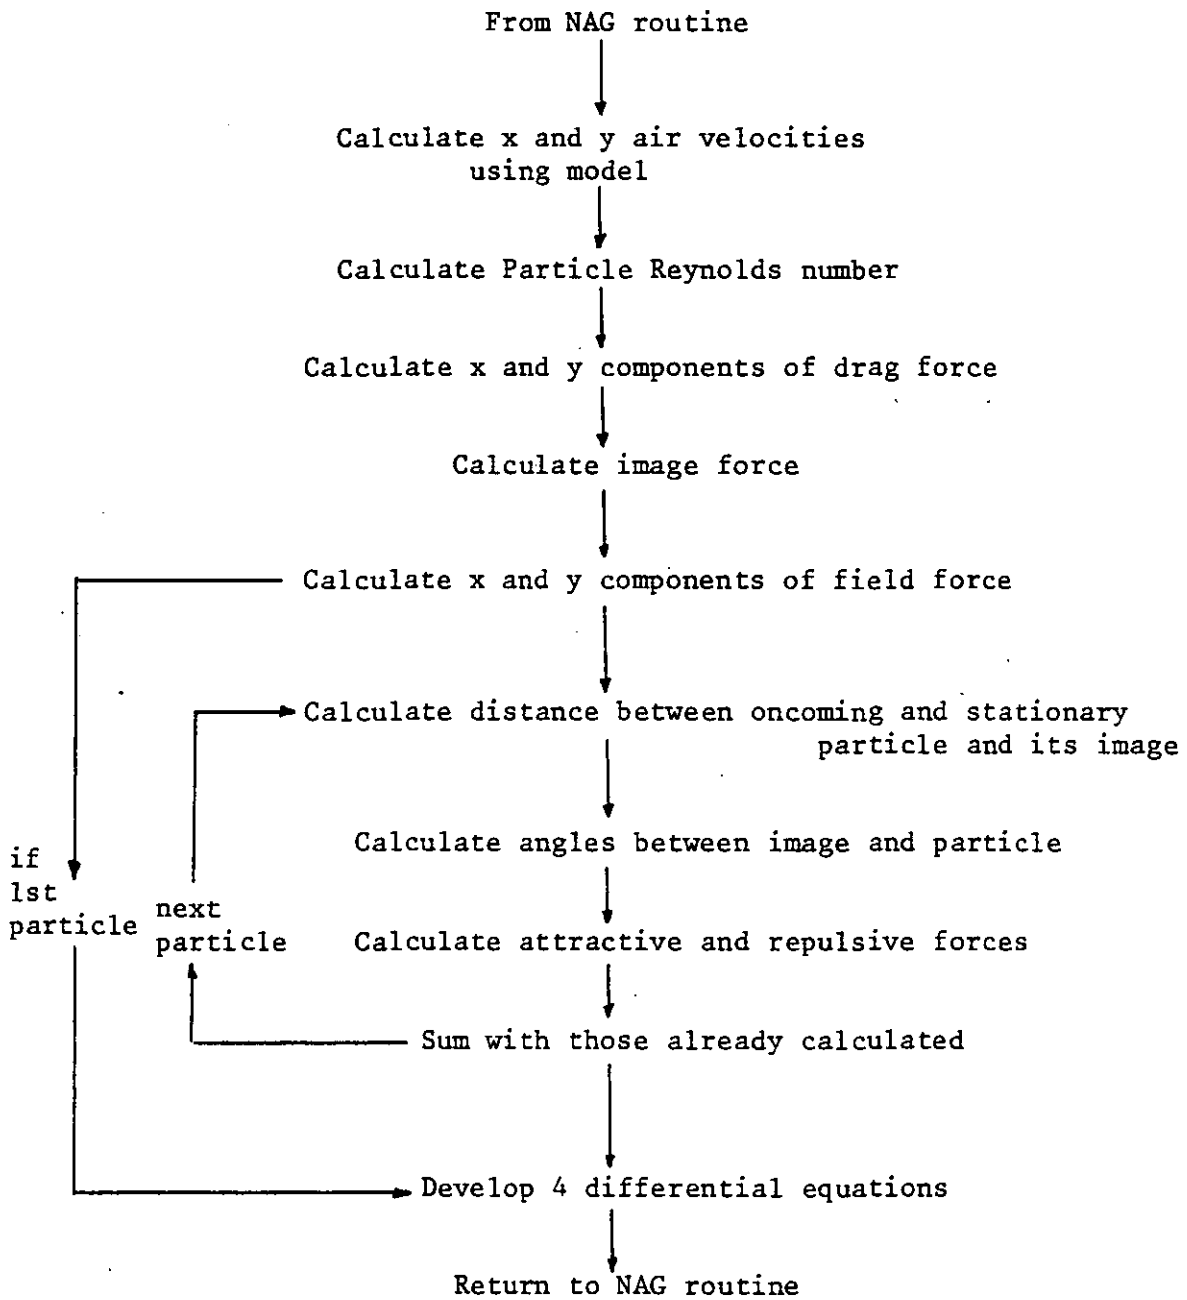 From NAG routine
Calculate x and y air velocities
using model
Calculate Particle Reynolds number
Calculate x and y components of drag force
Calculate image force
Calculate x and y components of field force
Calculate distance between oncoming and stationary
particle and its image
Calculate angles between image and particle
if
1st
particle
next
particle
Calculate attractive and repulsive forces
Sum with those already calculated
Develop 4 differential equations
Return to NAG routine